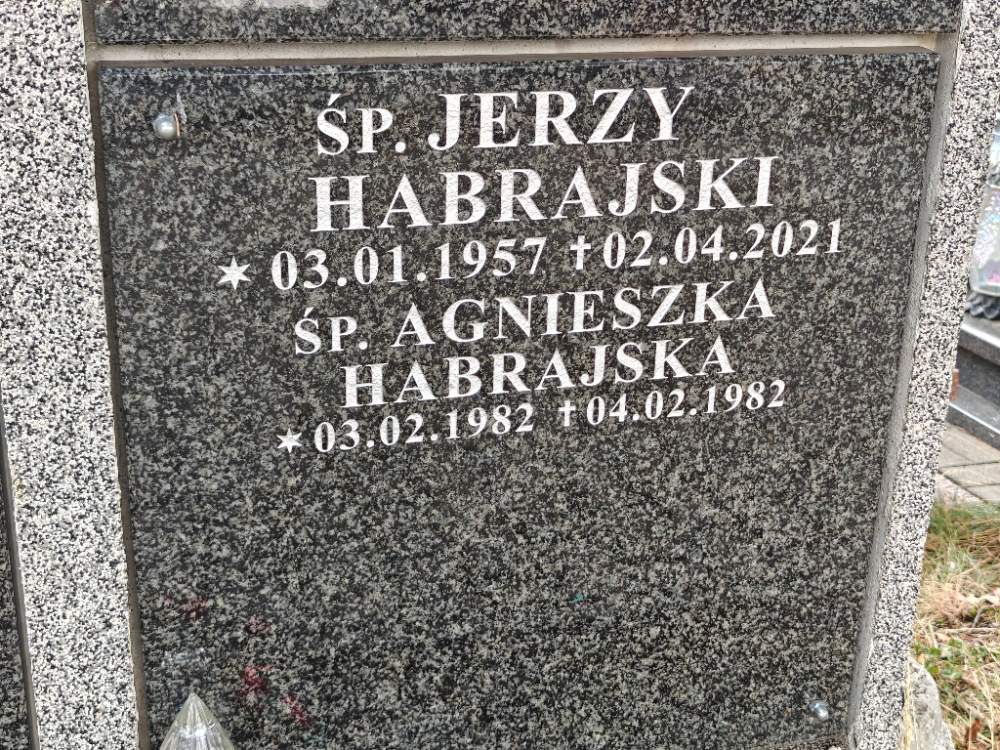 ŚP. JERZY
HABRAJSKI
* 03.01.1957 † 02.04.2021
ŚP. AGNIESZKA
HABRAJSKA
* 03.02.1982 † 04.02.1982